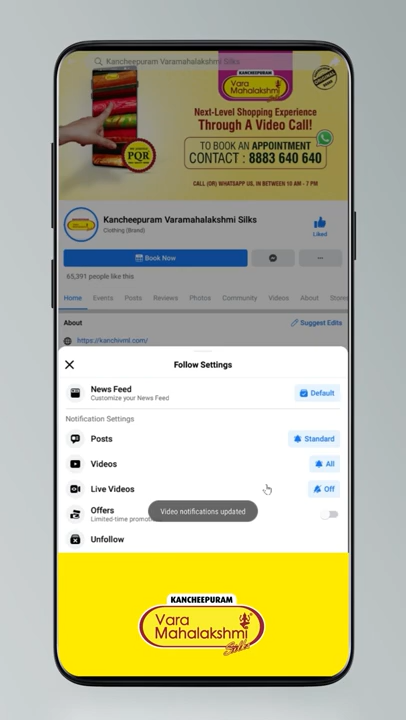 Kancheepuram Varamahalakshmi Silks
KANCHEEPURAM
Vara
Mahalakshmi
Silks
Next-Level Shopping Experience
Through A Video Call!
TO BOOK AN APPOINTMENT
CONTACT : 8883 640 640
CALL (OR) WHATSAPP US, IN BETWEEN 10 AM - 7 PM
PQR
Kancheepuram Varamahalakshmi Silks
Clothing (Brand)
Liked
Book Now
65,391 people like this
Home Events Posts Reviews Photos Community Videos About Store
About
Suggest Edits
https://kanchivml.com/
Follow Settings
News Feed
Customize your News Feed
Default
Notification Settings
Posts
Standard
Videos
All
Live Videos
Off
Offers
Limited-time promo
Video notifications updated
Unfollow
KANCHEEPURAM
Vara
Mahalakshmi
Silks